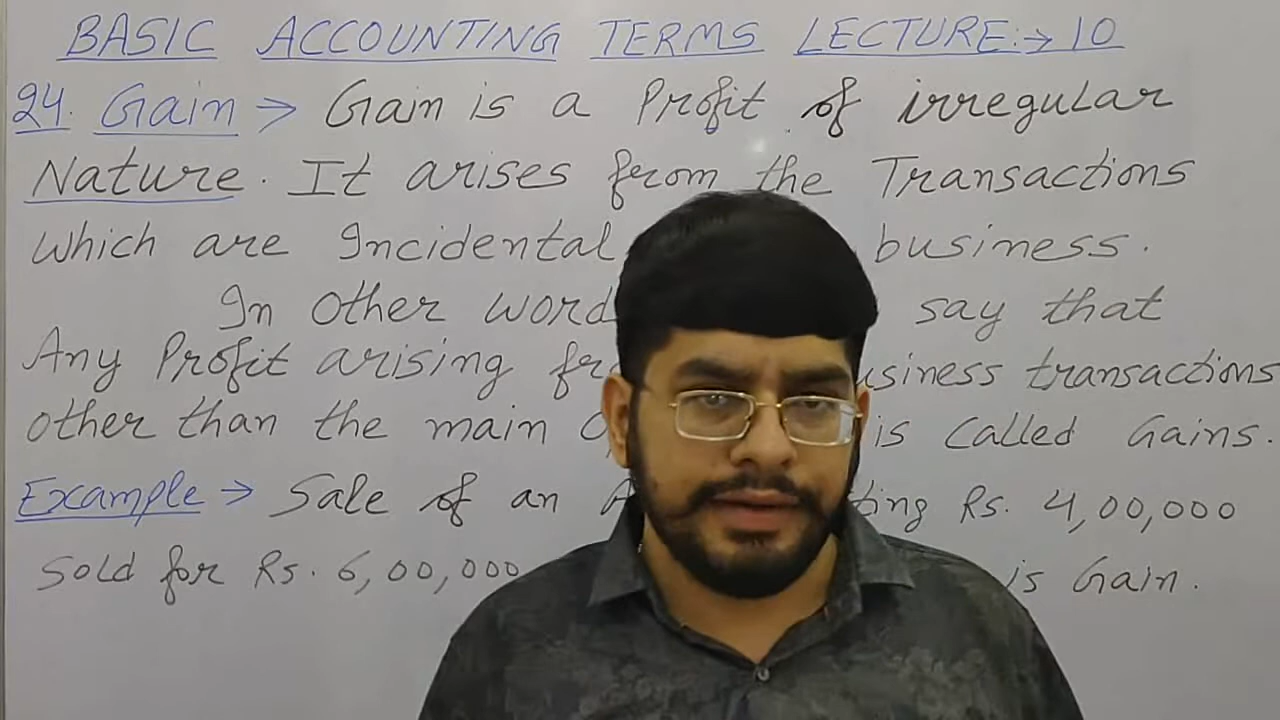 BASIC ACCOUNTING TERMS LECTURE:→ 10
24. Gain → Gain is a Profit of irregular
Nature. It arises from the Transactions
which are Incidental business.
In other word say that
Any Profit arising usiness transactions
other than the main is called Gains.
Example → Sale of an ting Rs. 4,00,000
Sold for Rs. 6,00,000 is Gain.